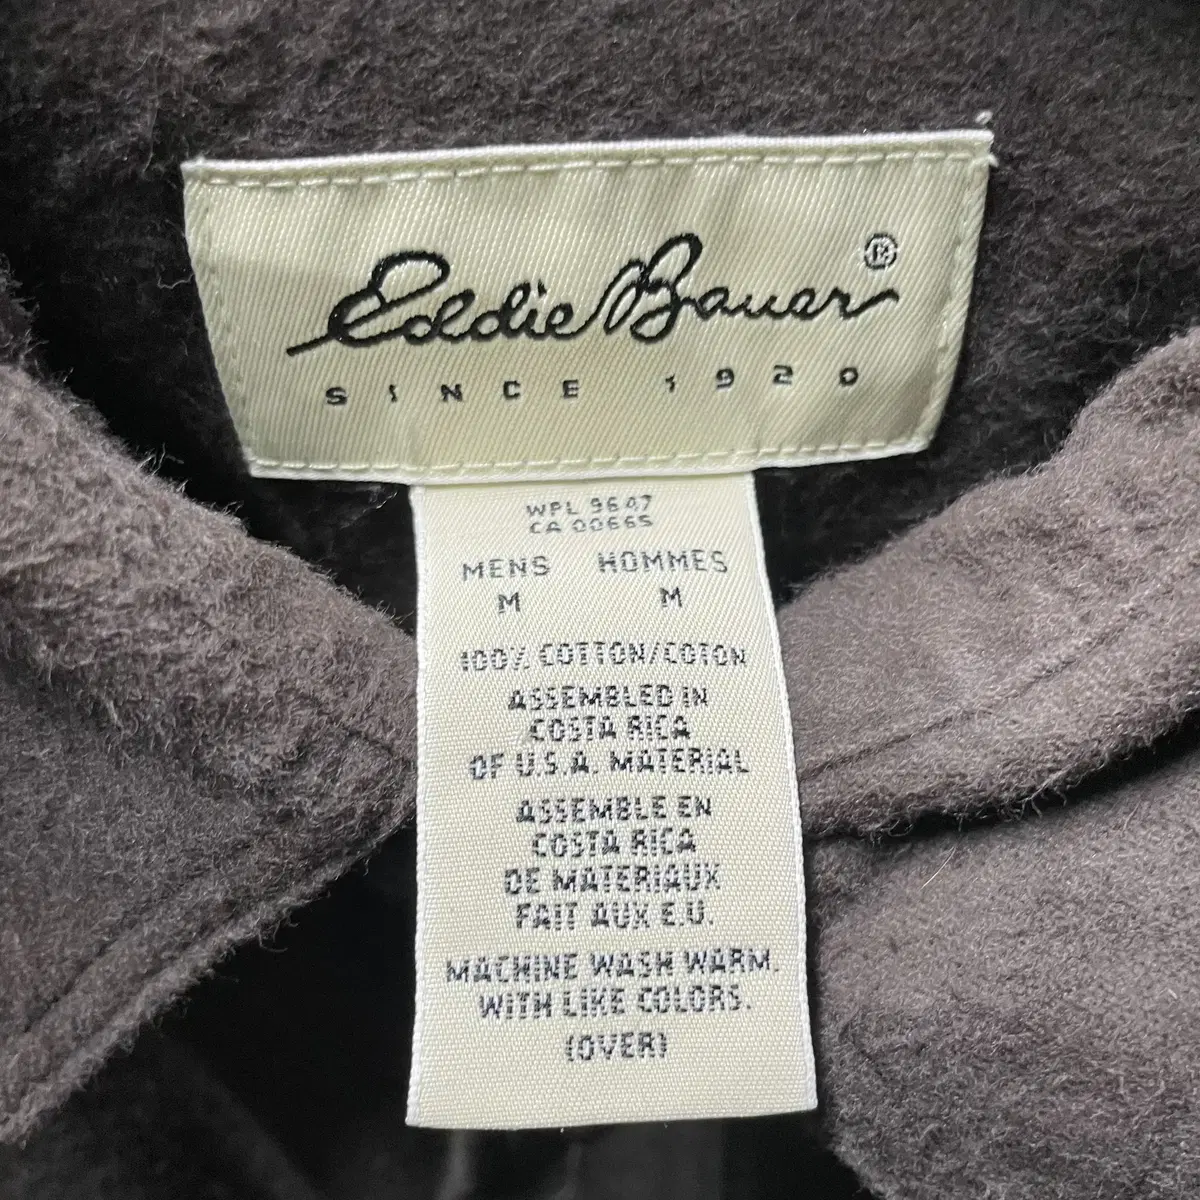 Eddie Bauer®
SINCE 1920
WPL 9647
CA 00665
MENS HOMMES
M M
100% COTTON/COTON
ASSEMBLED IN
COSTA RICA
OF U.S.A. MATERIAL
ASSEMBLE EN
COSTA RICA
DE MATERIAUX
FAIT AUX E.U.
MACHINE WASH WARM.
WITH LIKE COLORS.
(OVER)